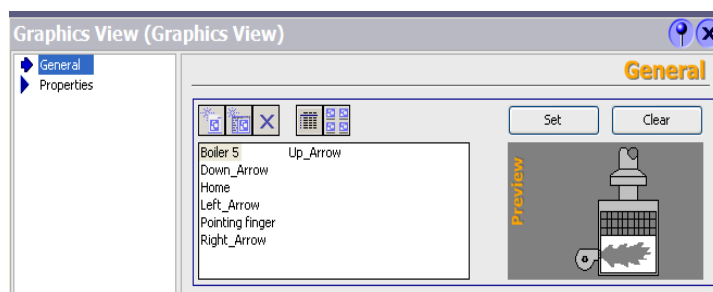 Graphics View (Graphics View)
General
Properties
General
Set
Clear
Boiler 5
Down_Arrow
Home
Left_Arrow
Pointing finger
Right_Arrow
Up_Arrow
Preview